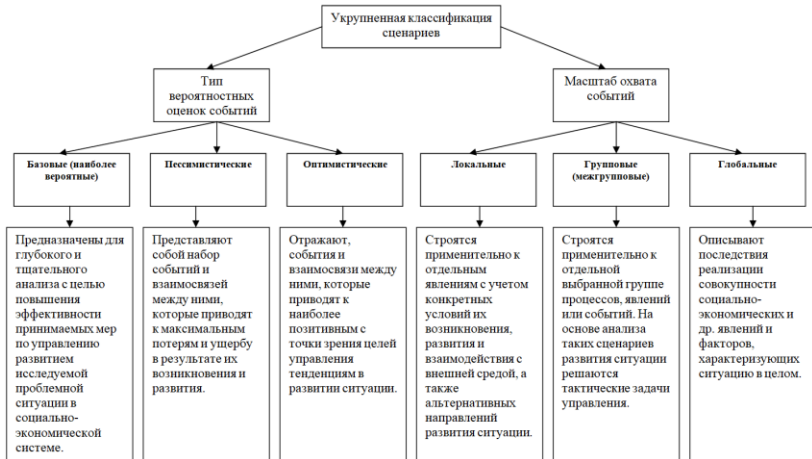 Укрупненная классификация
сценариев
Тип
вероятностных
оценок событий
Масштаб охвата
событий
Базовые (наиболее
вероятные)
Пессимистические
Оптимистические
Локальные
Групповые
(межгрупповые)
Глобальные
Предназначены для
глубокого и
тщательного
анализа с целью
повышения
эффективности
принимаемых мер
по управлению
развитием
исследуемой
проблемной
ситуации в
социально-
экономической
системе.
Представляют
собой набор
событий и
взаимосвязей
между ними,
которые приводят
к максимальным
потерям и ущербу
в результате их
возникновения и
развития.
Отражают,
события и
взаимосвязи между
ними, которые
приводят к
наиболее
позитивным с
точки зрения целей
управления
тенденциям в
развитии ситуации.
Строятся
применительно к
отдельным
явлениям с учетом
конкретных
условий их
возникновения,
развития и
взаимодействия с
внешней средой, а
также
альтернативных
направлений
развития ситуации.
Строятся
применительно к
отдельной
выбранной группе
процессов, явлений
или событий. На
основе анализа
таких сценариев
развития ситуации
решаются
тактические задачи
управления.
Описывают
последствия
реализации
совокупности
социально-
экономических и
др. явлений и
факторов,
характеризующих
ситуацию в целом.